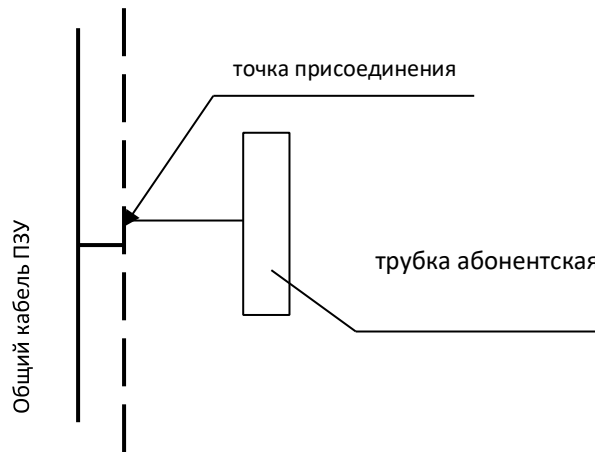 точка присоединения
трубка абонентская
Общий кабель ПЗУ